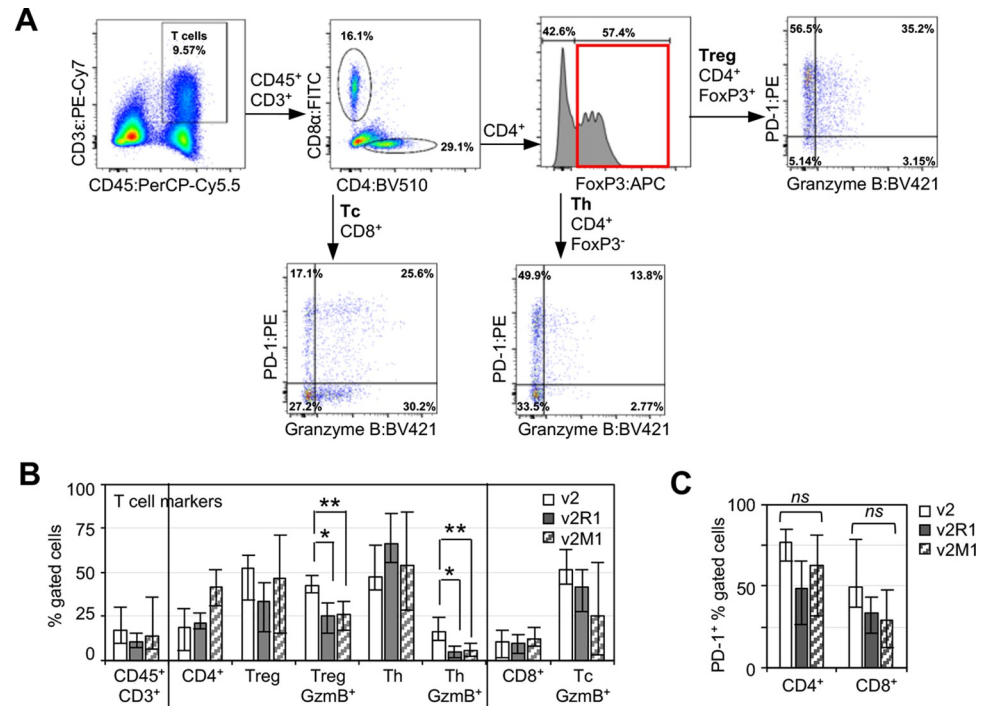 A
T cells
9.57%
CD3ε:PE-Cy7
CD45:PerCP-Cy5.5
CD45⁺
CD3⁺
16.1%
29.1%
CD8α:FITC
CD4:BV510
CD4⁺
42.6% 57.4%
FoxP3:APC
Treg
CD4⁺
FoxP3⁺
56.5% 35.2%
5.14% 3.15%
PD-1:PE
Granzyme B:BV421
Tc
CD8⁺
Th
CD4⁺
FoxP3⁻
17.1% 25.6%
27.2% 30.2%
PD-1:PE
Granzyme B:BV421
49.9% 13.8%
33.5% 2.77%
PD-1:PE
Granzyme B:BV421
B
T cell markers
% gated cells
100
75
50
25
0
** 
*
**
*
v2
v2R1
v2M1
CD45⁺
CD3⁺
CD4⁺
Treg
Treg
GzmB⁺
Th
Th
GzmB⁺
CD8⁺
Tc
GzmB⁺
C
PD-1⁺ % gated cells
100
50
0
ns
ns
v2
v2R1
v2M1
CD4⁺ CD8⁺